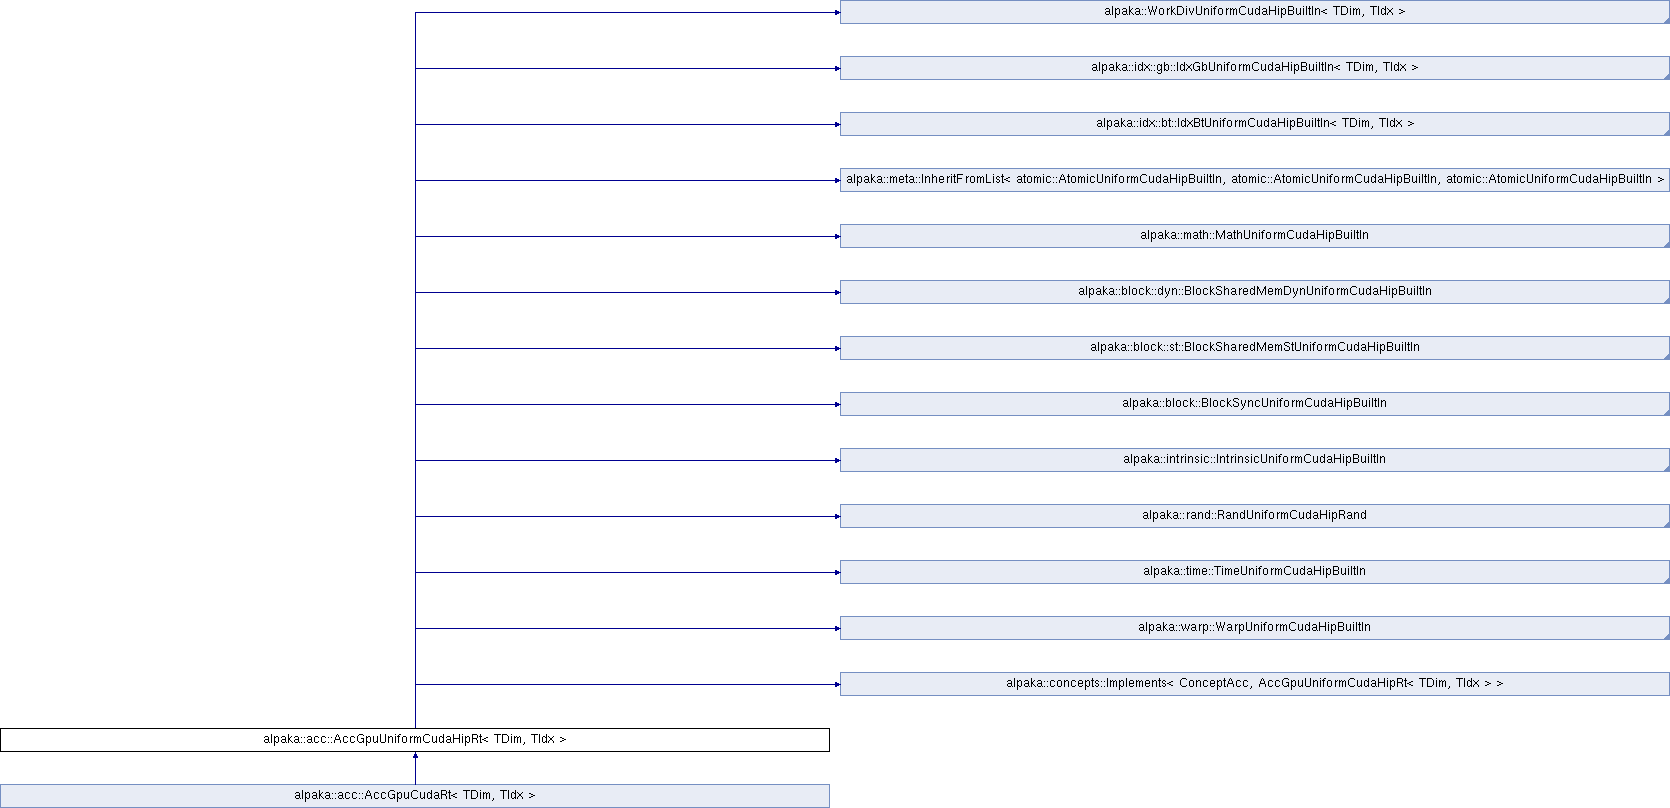 alpaka::WorkDivUniformCudaHipBuiltIn< TDim, TIdx >
alpaka::idx::gb::IdxGbUniformCudaHipBuiltIn< TDim, TIdx >
alpaka::idx::bt::IdxBtUniformCudaHipBuiltIn< TDim, TIdx >
alpaka::meta::InheritFromList< atomic::AtomicUniformCudaHipBuiltIn, atomic::AtomicUniformCudaHipBuiltIn, atomic::AtomicUniformCudaHipBuiltIn >
alpaka::math::MathUniformCudaHipBuiltIn
alpaka::block::dyn::BlockSharedMemDynUniformCudaHipBuiltIn
alpaka::block::st::BlockSharedMemStUniformCudaHipBuiltIn
alpaka::block::BlockSyncUniformCudaHipBuiltIn
alpaka::intrinsic::IntrinsicUniformCudaHipBuiltIn
alpaka::rand::RandUniformCudaHipRand
alpaka::time::TimeUniformCudaHipBuiltIn
alpaka::warp::WarpUniformCudaHipBuiltIn
alpaka::concepts::Implements< ConceptAcc, AccGpuUniformCudaHipRt< TDim, TIdx > >
alpaka::acc::AccGpuUniformCudaHipRt< TDim, TIdx >
alpaka::acc::AccGpuCudaRt< TDim, TIdx >